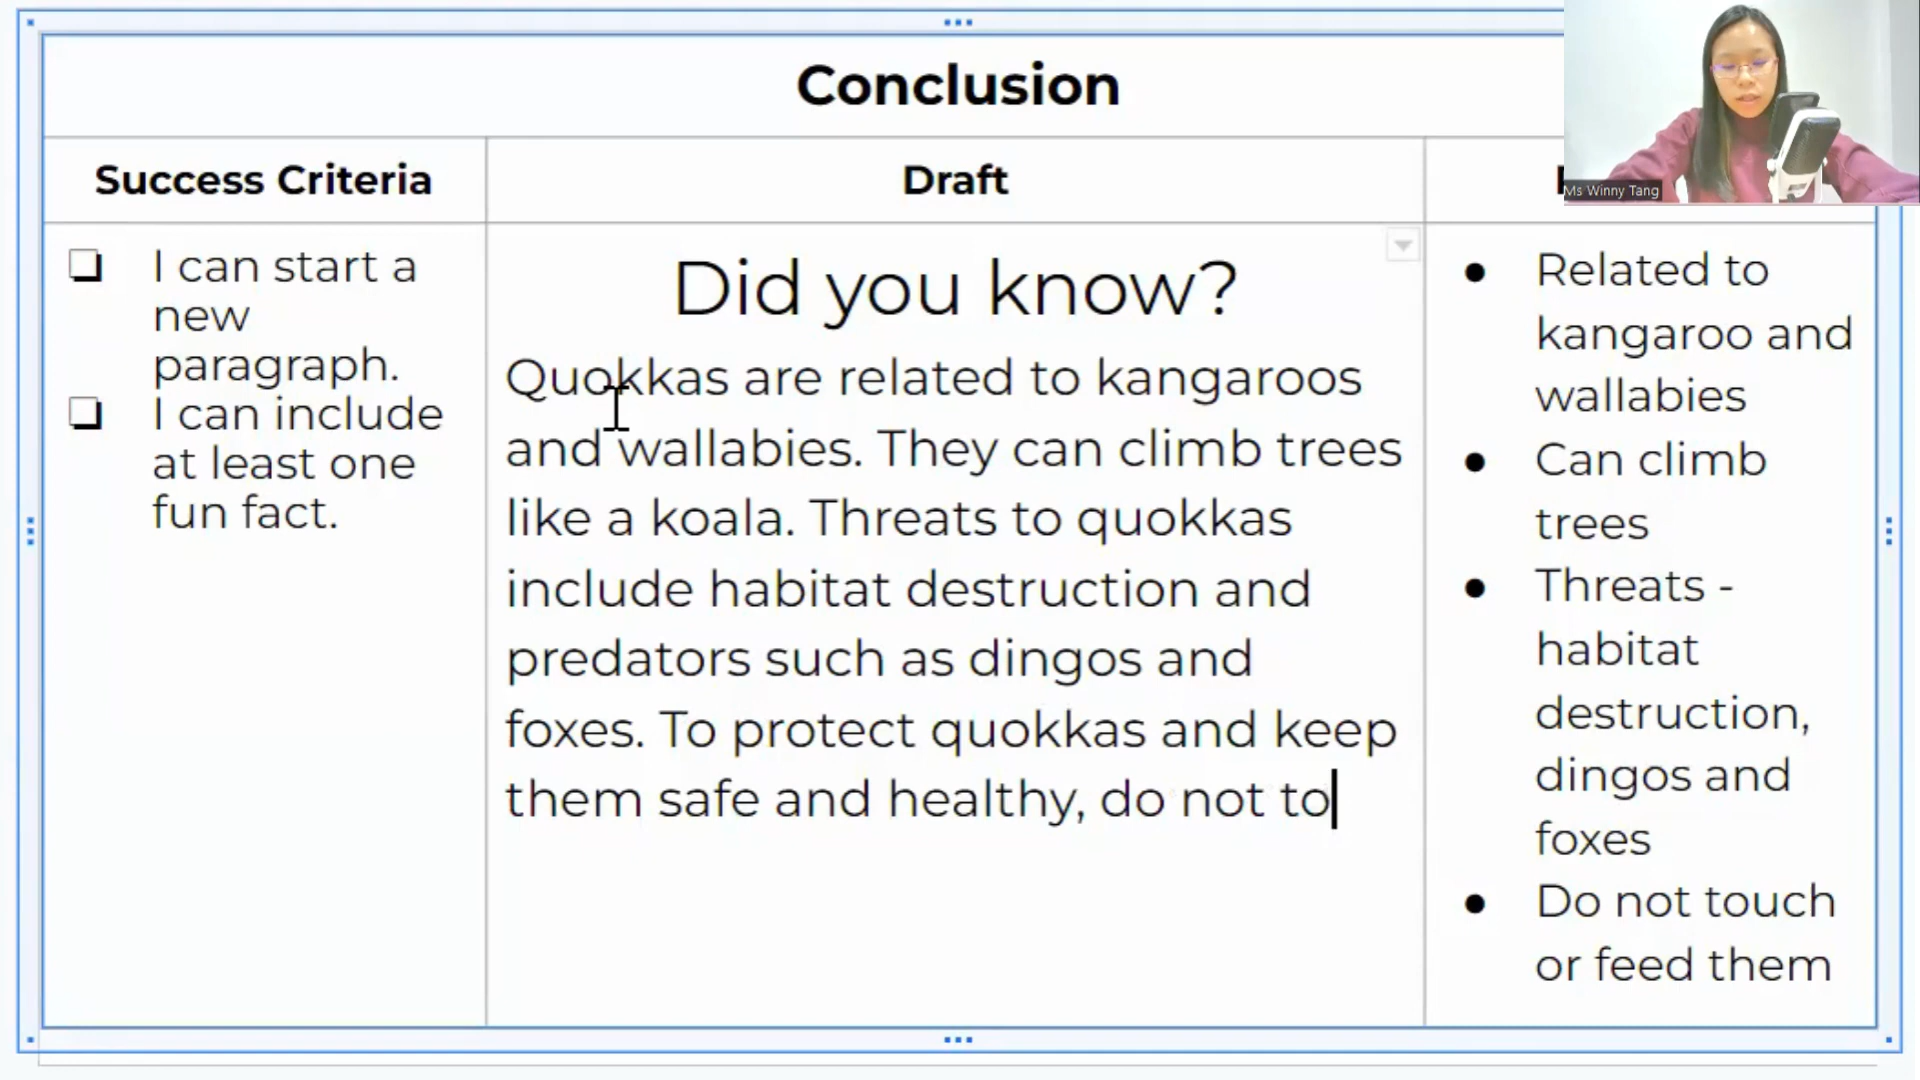 Conclusion
Success Criteria
Draft
Ms Winny Tang
❏ I can start a
new
paragraph.
❏ I can include
at least one
fun fact.
Did you know?
Quokkas are related to kangaroos
and wallabies. They can climb trees
like a koala. Threats to quokkas
include habitat destruction and
predators such as dingos and
foxes. To protect quokkas and keep
them safe and healthy, do not to
● Related to
kangaroo and
wallabies
● Can climb
trees
● Threats -
habitat
destruction,
dingos and
foxes
● Do not touch
or feed them